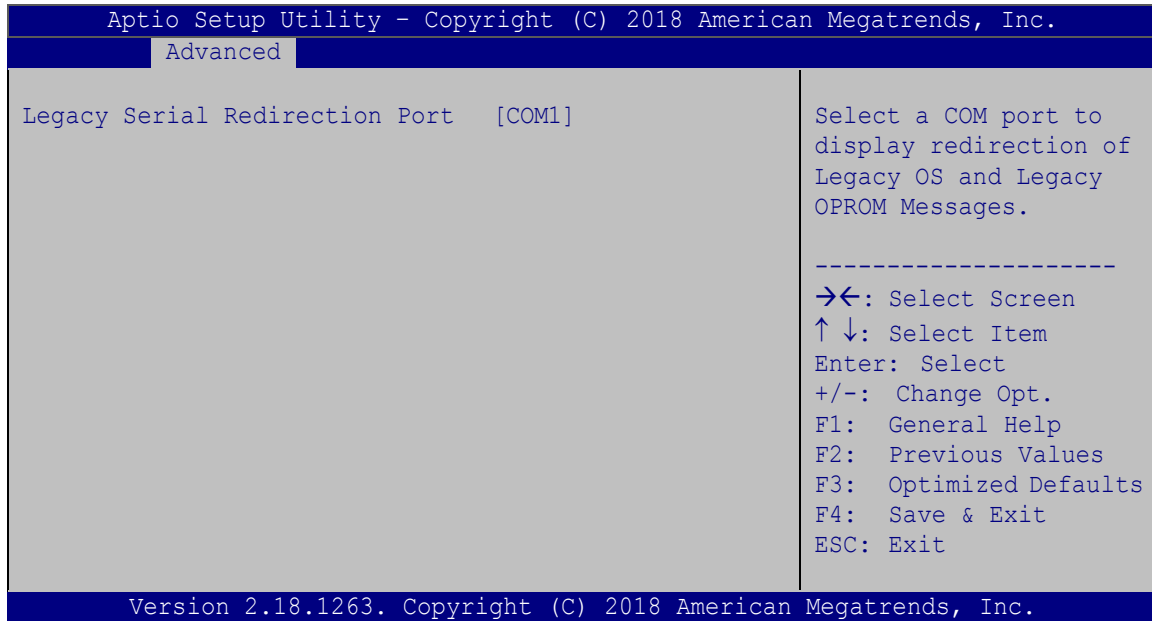 Aptio Setup Utility – Copyright (C) 2018 American Megatrends, Inc.
Advanced
Legacy Serial Redirection Port [COM1]
Select a COM port to
display redirection of
Legacy OS and Legacy
OPROM Messages.
---------------------
→←: Select Screen
↑ ↓: Select Item
Enter: Select
+/-: Change Opt.
F1: General Help
F2: Previous Values
F3: Optimized Defaults
F4: Save & Exit
ESC: Exit
Version 2.18.1263. Copyright (C) 2018 American Megatrends, Inc.